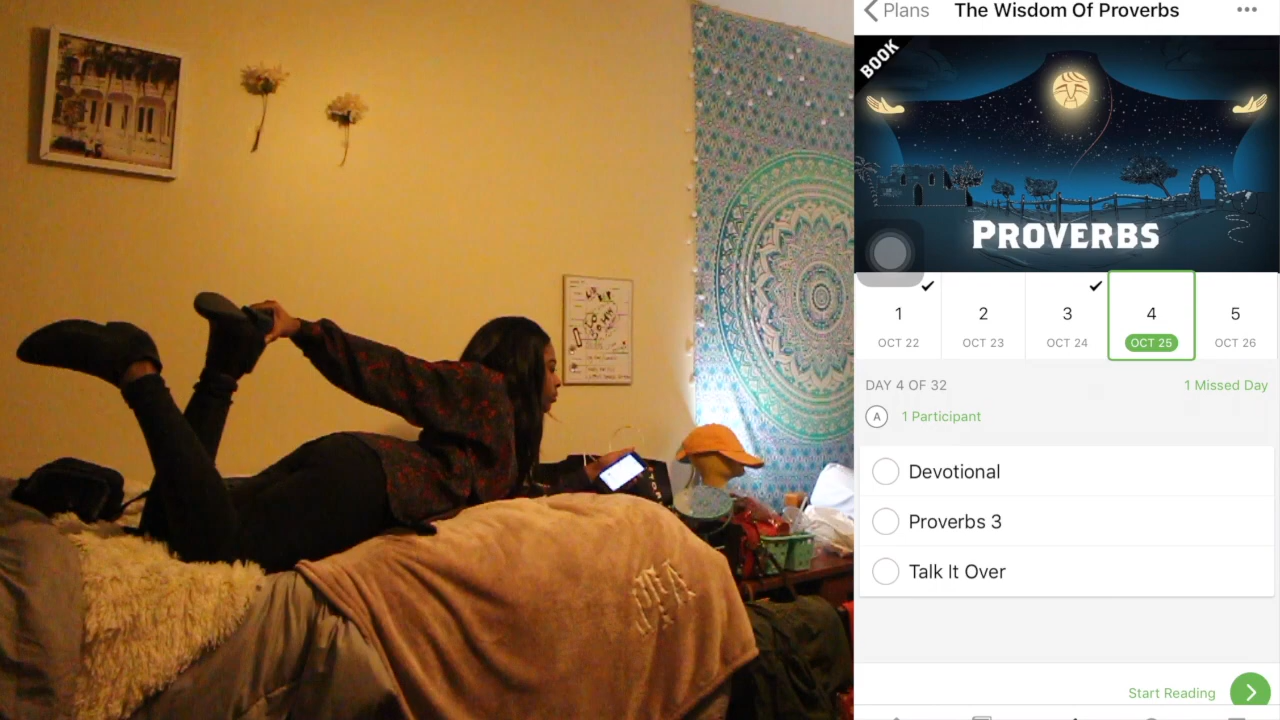 Plans
The Wisdom Of Proverbs
BOOK
PROVERBS
1
2
3
4
5
OCT 22
OCT 23
OCT 24
OCT 25
OCT 26
DAY 4 OF 32
1 Missed Day
A
1 Participant
Devotional
Proverbs 3
Talk It Over
Start Reading